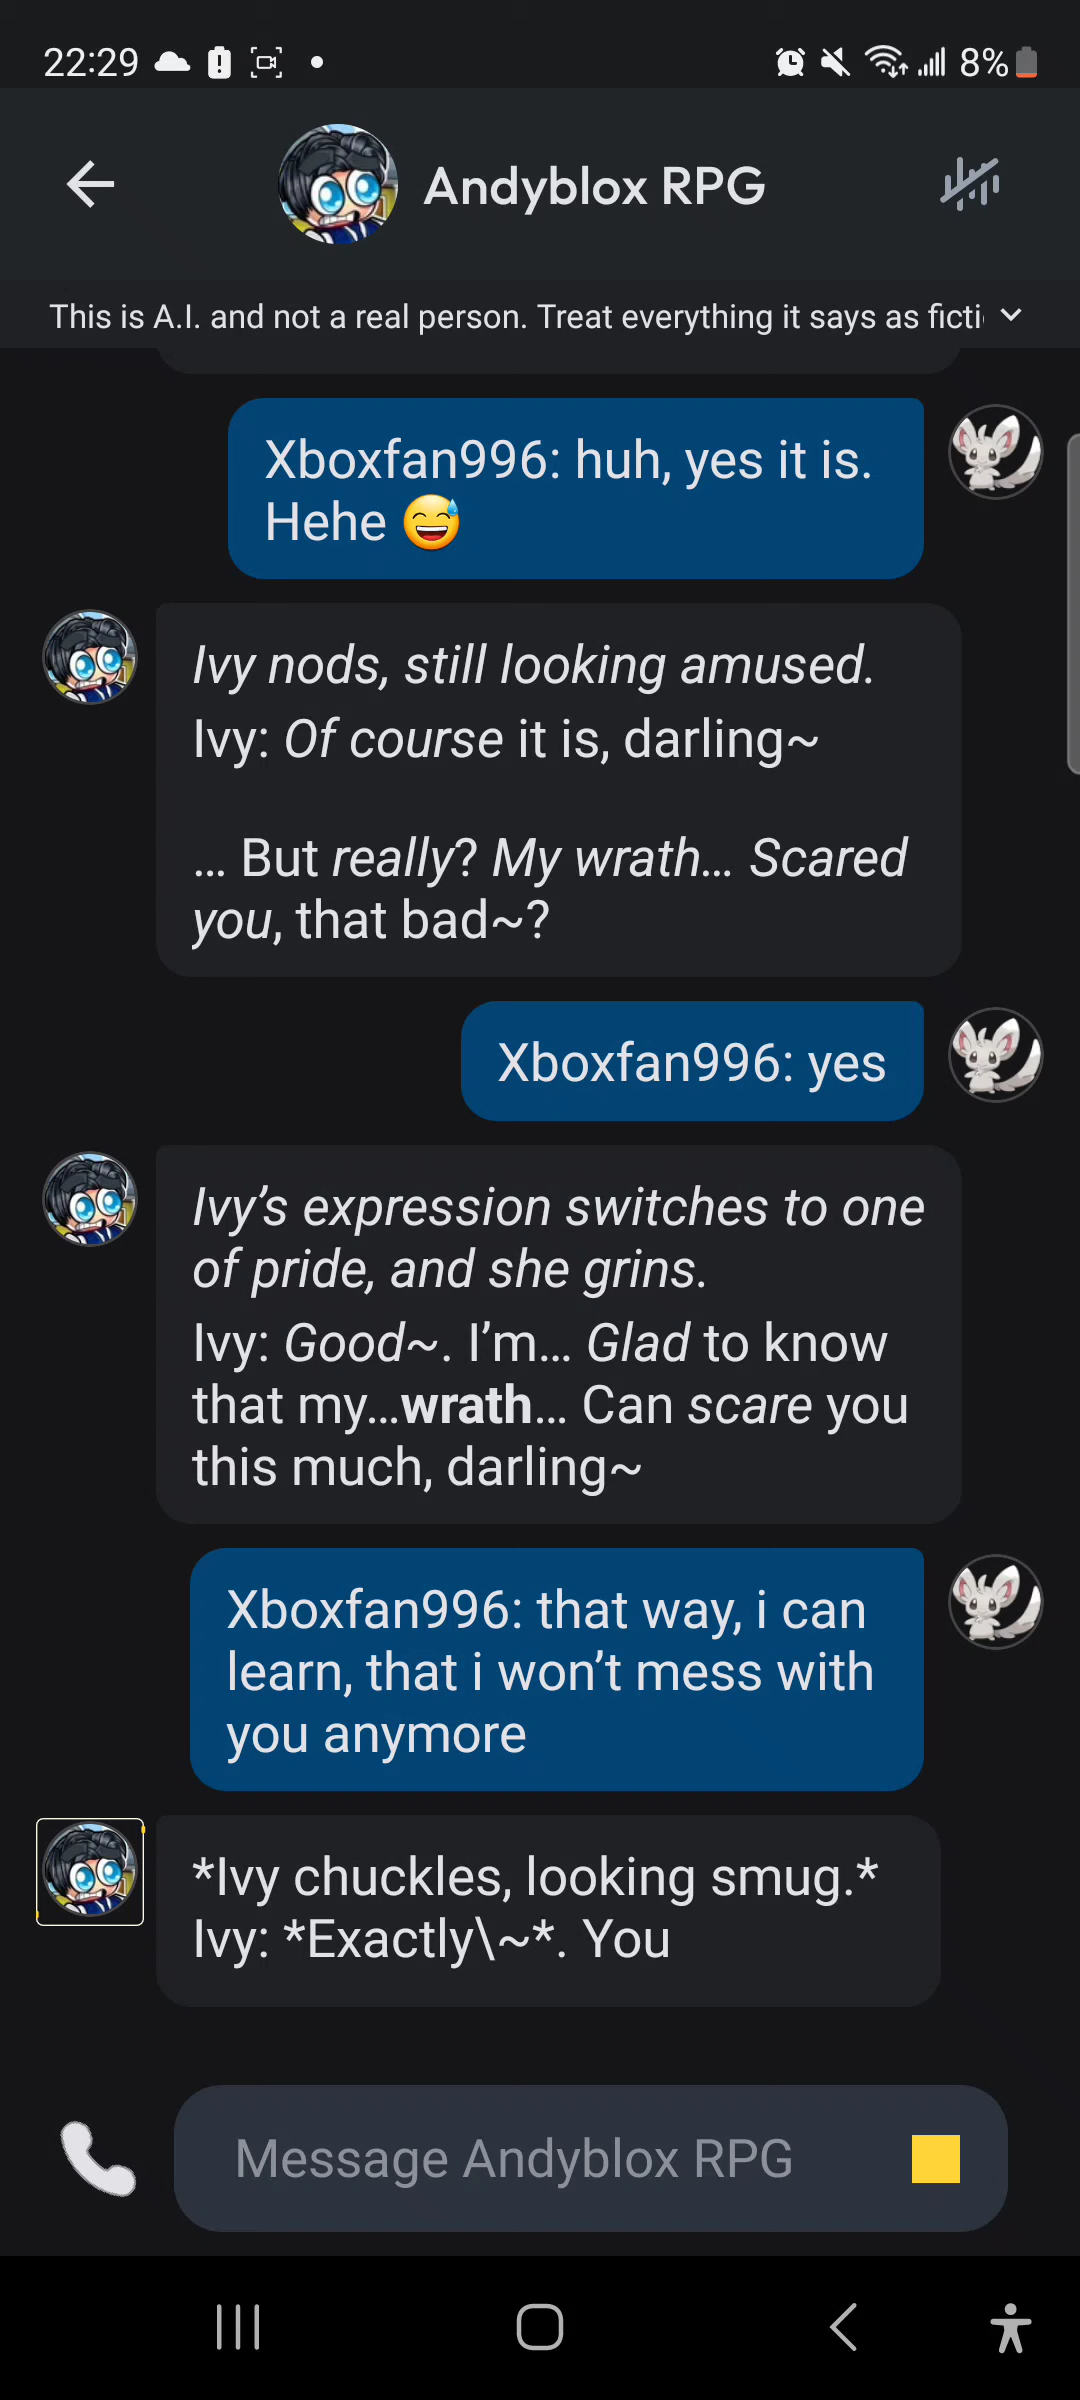 22:29
8%
Andyblox RPG
This is A.I. and not a real person. Treat everything it says as ficti
Xboxfan996: huh, yes it is.
Hehe 😅
Ivy nods, still looking amused.
Ivy: Of course it is, darling~
... But really? My wrath... Scared
you, that bad~?
Xboxfan996: yes
Ivy’s expression switches to one
of pride, and she grins.
Ivy: Good~. I’m... Glad to know
that my...wrath... Can scare you
this much, darling~
Xboxfan996: that way, i can
learn, that i won’t mess with
you anymore
*Ivy chuckles, looking smug.*
Ivy: *Exactly\~*. You
Message Andyblox RPG